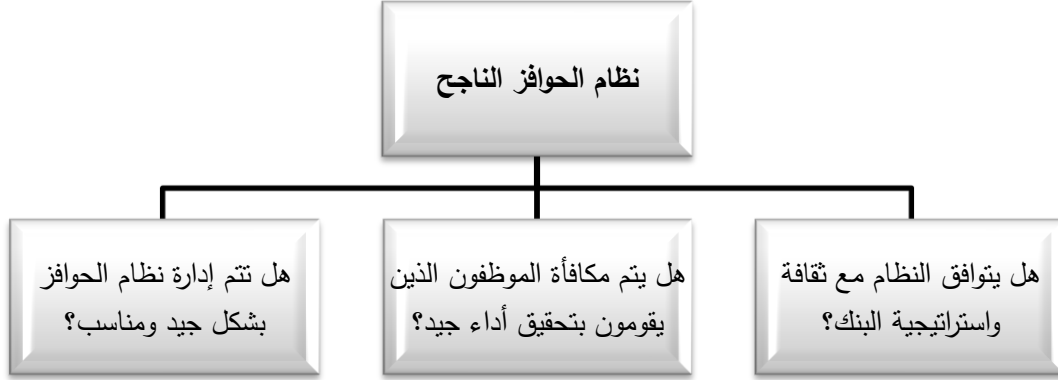 نظام الحوافز الناجح
هل يتوافق النظام مع ثقافة
واستراتيجية البنك؟
هل يتم مكافأة الموظفون الذين
يقومون بتحقيق أداء جيد؟
هل تتم إدارة نظام الحوافز
بشكل جيد ومناسب؟